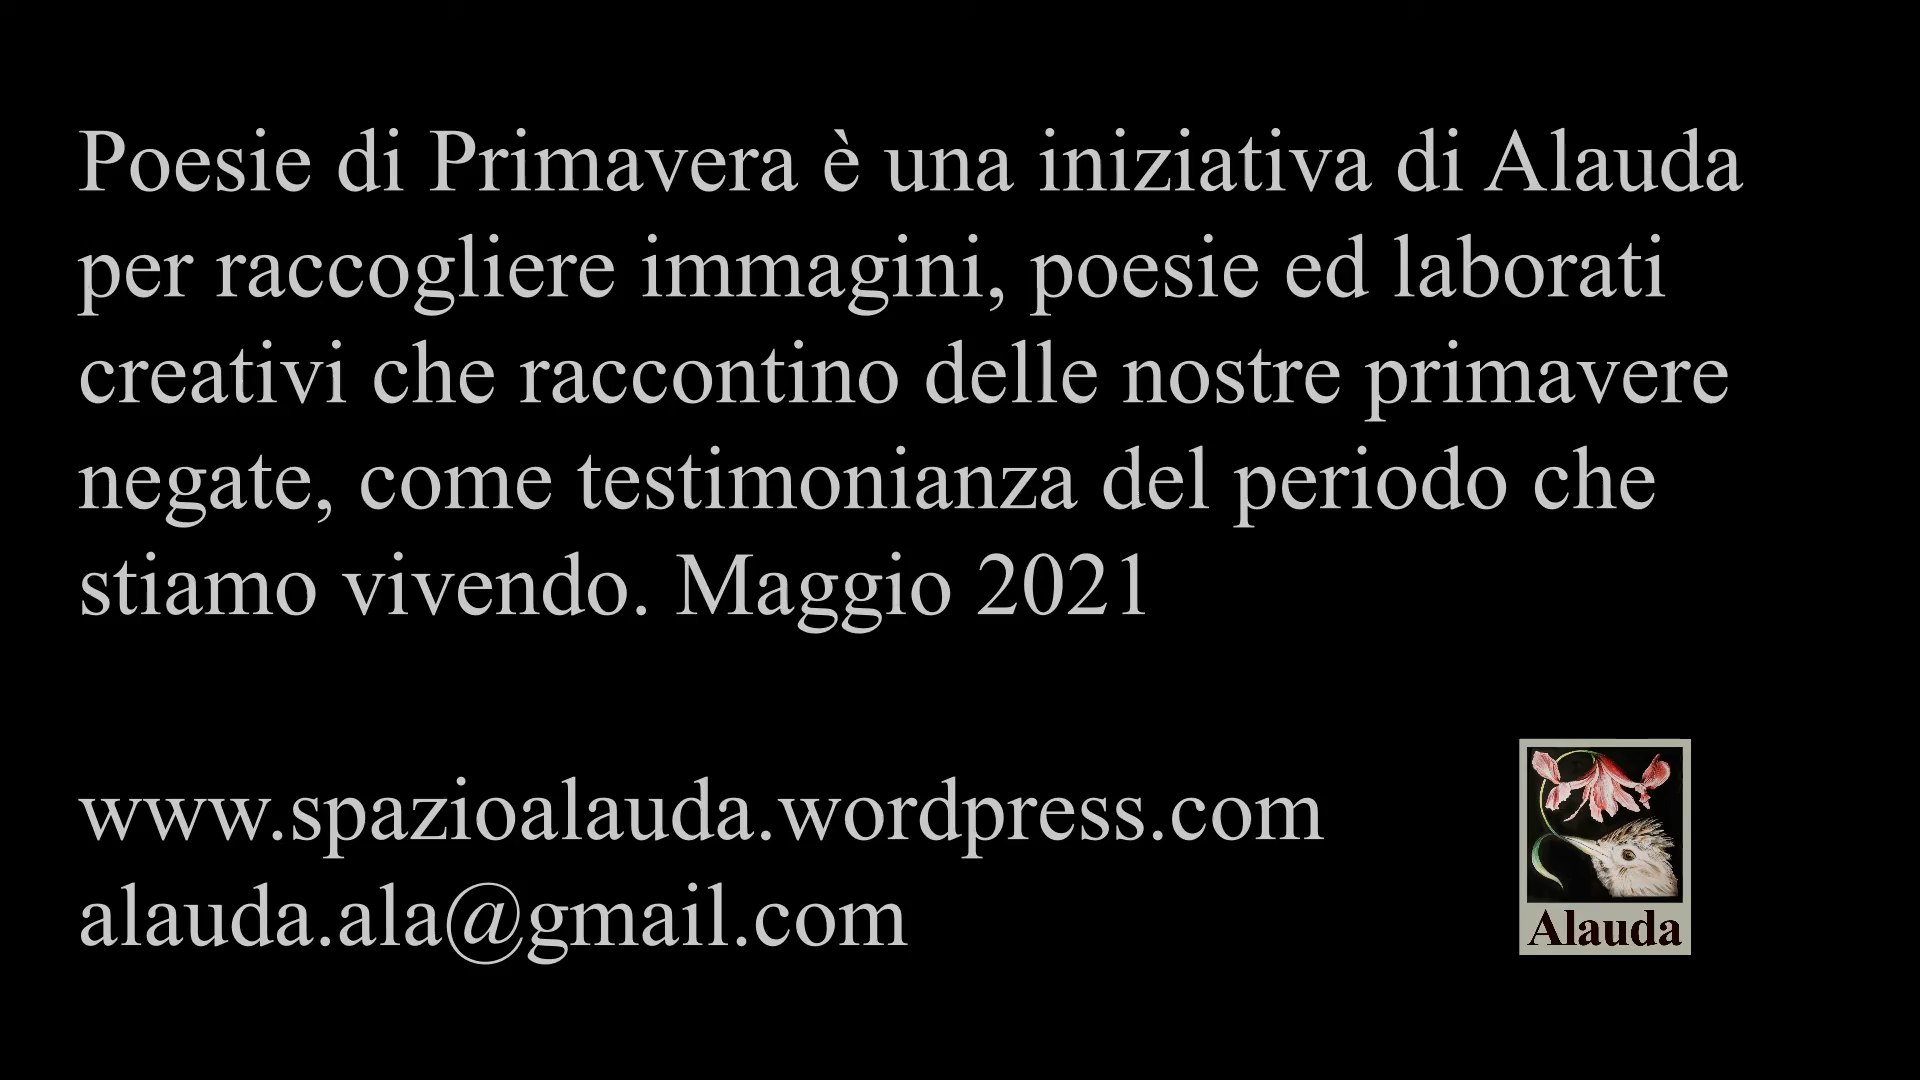 Poesie di Primavera è una iniziativa di Alauda
per raccogliere immagini, poesie ed laborati
creativi che raccontino delle nostre primavere
negate, come testimonianza del periodo che
stiamo vivendo. Maggio 2021
www.spazioalauda.wordpress.com
alauda.ala@gmail.com
Alauda